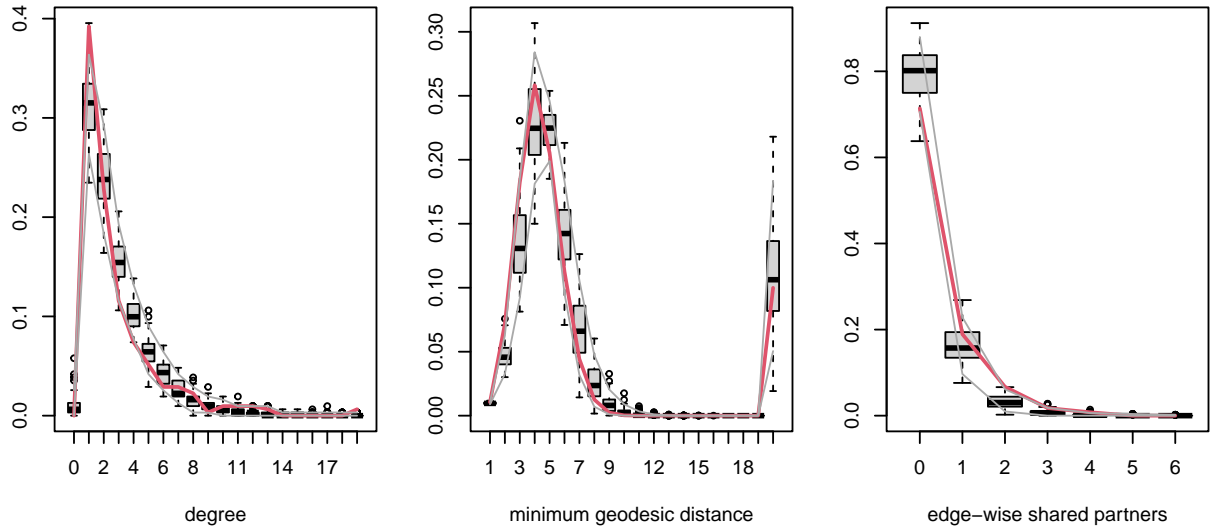 0.0 0.1 0.2 0.3 0.4
0 2 4 6 8 11 14 17
degree
0.00 0.05 0.10 0.15 0.20 0.25 0.30
1 3 5 7 9 12 15 18
minimum geodesic distance
0.0 0.2 0.4 0.6 0.8
0 1 2 3 4 5 6
edge−wise shared partners